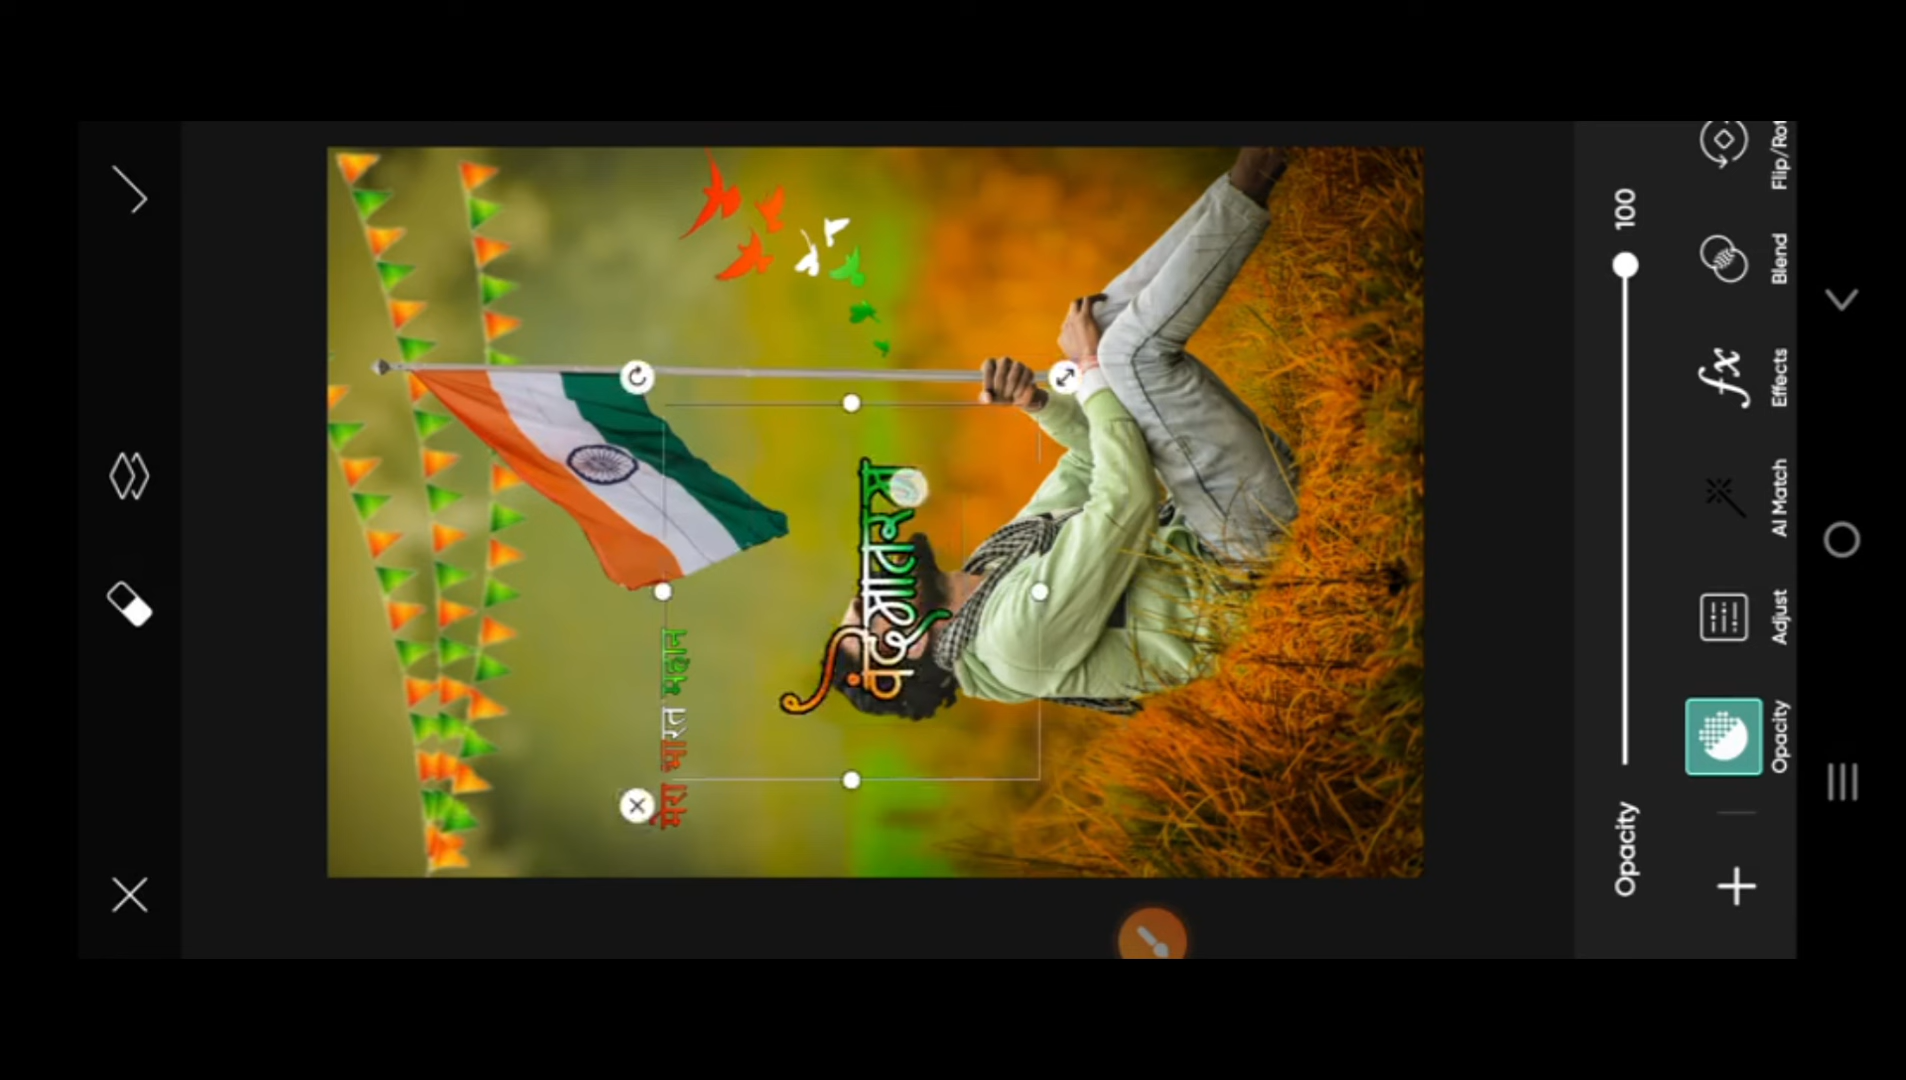 मेरा भारत महान
वंदेमातरम
Opacity
100
Opacity
Adjust
AI Match
Effects
Blend
Flip/Rot